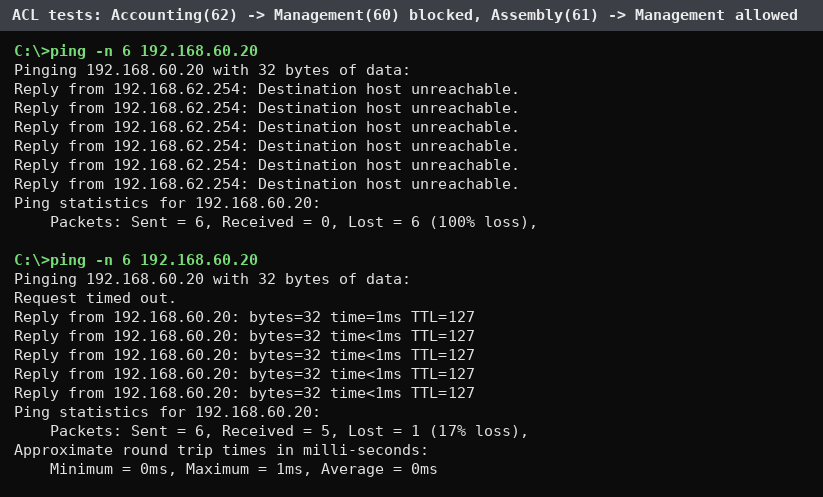 ACL tests: Accounting(62) -> Management(60) blocked, Assembly(61) -> Management allowed
C:\>ping -n 6 192.168.60.20
Pinging 192.168.60.20 with 32 bytes of data:
Reply from 192.168.62.254: Destination host unreachable.
Reply from 192.168.62.254: Destination host unreachable.
Reply from 192.168.62.254: Destination host unreachable.
Reply from 192.168.62.254: Destination host unreachable.
Reply from 192.168.62.254: Destination host unreachable.
Reply from 192.168.62.254: Destination host unreachable.
Ping statistics for 192.168.60.20:
    Packets: Sent = 6, Received = 0, Lost = 6 (100% loss),
C:\>ping -n 6 192.168.60.20
Pinging 192.168.60.20 with 32 bytes of data:
Request timed out.
Reply from 192.168.60.20: bytes=32 time=1ms TTL=127
Reply from 192.168.60.20: bytes=32 time<1ms TTL=127
Reply from 192.168.60.20: bytes=32 time<1ms TTL=127
Reply from 192.168.60.20: bytes=32 time<1ms TTL=127
Reply from 192.168.60.20: bytes=32 time<1ms TTL=127
Ping statistics for 192.168.60.20:
    Packets: Sent = 6, Received = 5, Lost = 1 (17% loss),
Approximate round trip times in milli-seconds:
    Minimum = 0ms, Maximum = 1ms, Average = 0ms